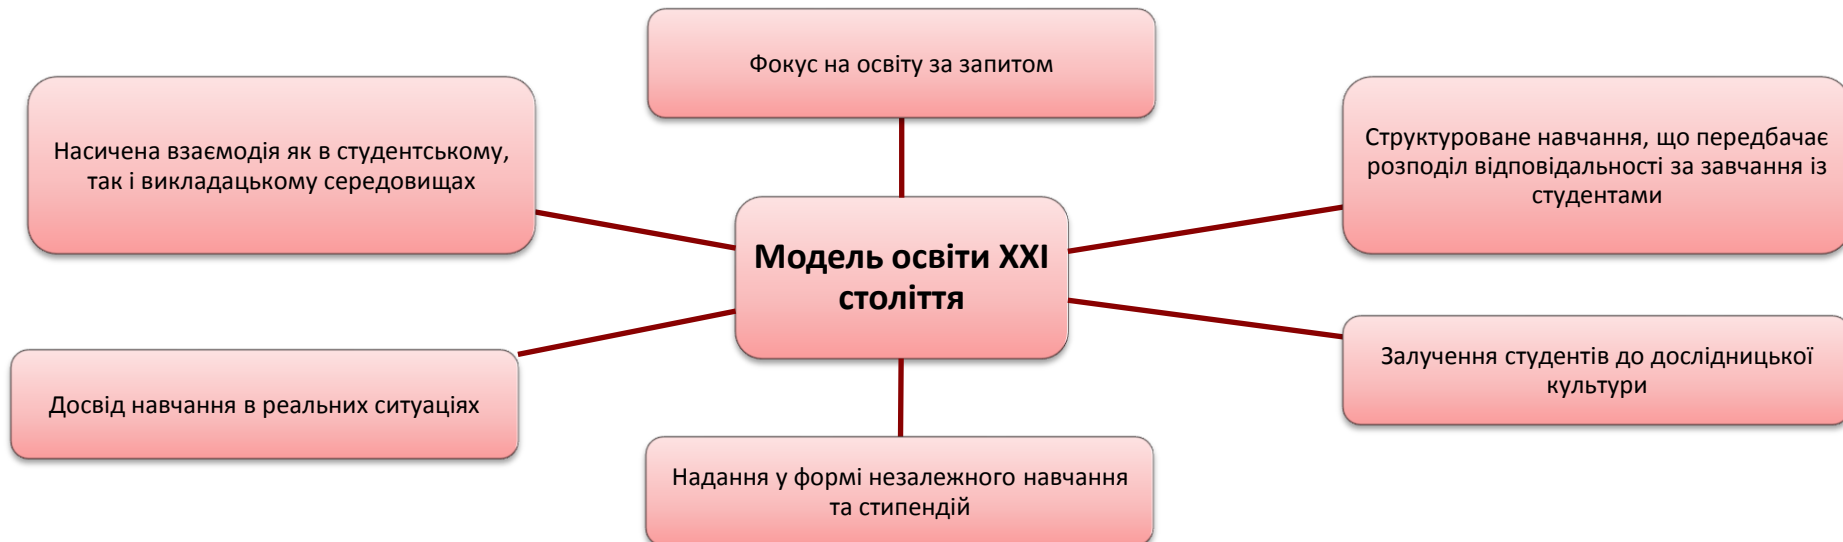 Фокус на освіту за запитом
Насичена взаємодія як в студентському,
так і викладацькому середовищах
Структуроване навчання, що передбачає
розподіл відповідальності за завчання із
студентами
Модель освіти ХХІ
століття
Досвід навчання в реальних ситуаціях
Залучення студентів до дослідницької
культури
Надання у формі незалежного навчання
та стипендій